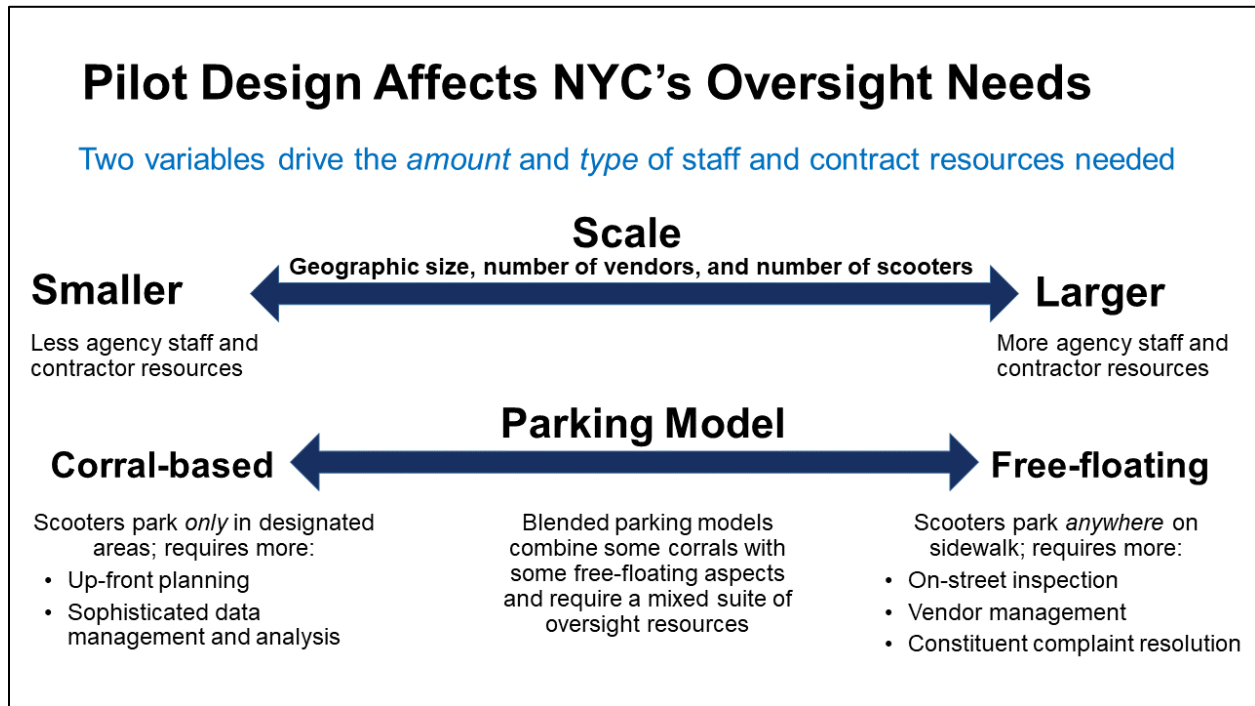 Pilot Design Affects NYC's Oversight Needs
Two variables drive the amount and type of staff and contract resources needed
Scale
Geographic size, number of vendors, and number of scooters
Smaller
Larger
Less agency staff and
contractor resources
More agency staff and
contractor resources
Parking Model
Corral-based
Free-floating
Scooters park only in designated
areas; requires more:
• Up-front planning
• Sophisticated data
management and analysis
Blended parking models
combine some corrals with
some free-floating aspects
and require a mixed suite of
oversight resources
Scooters park anywhere on
sidewalk; requires more:
• On-street inspection
• Vendor management
• Constituent complaint resolution